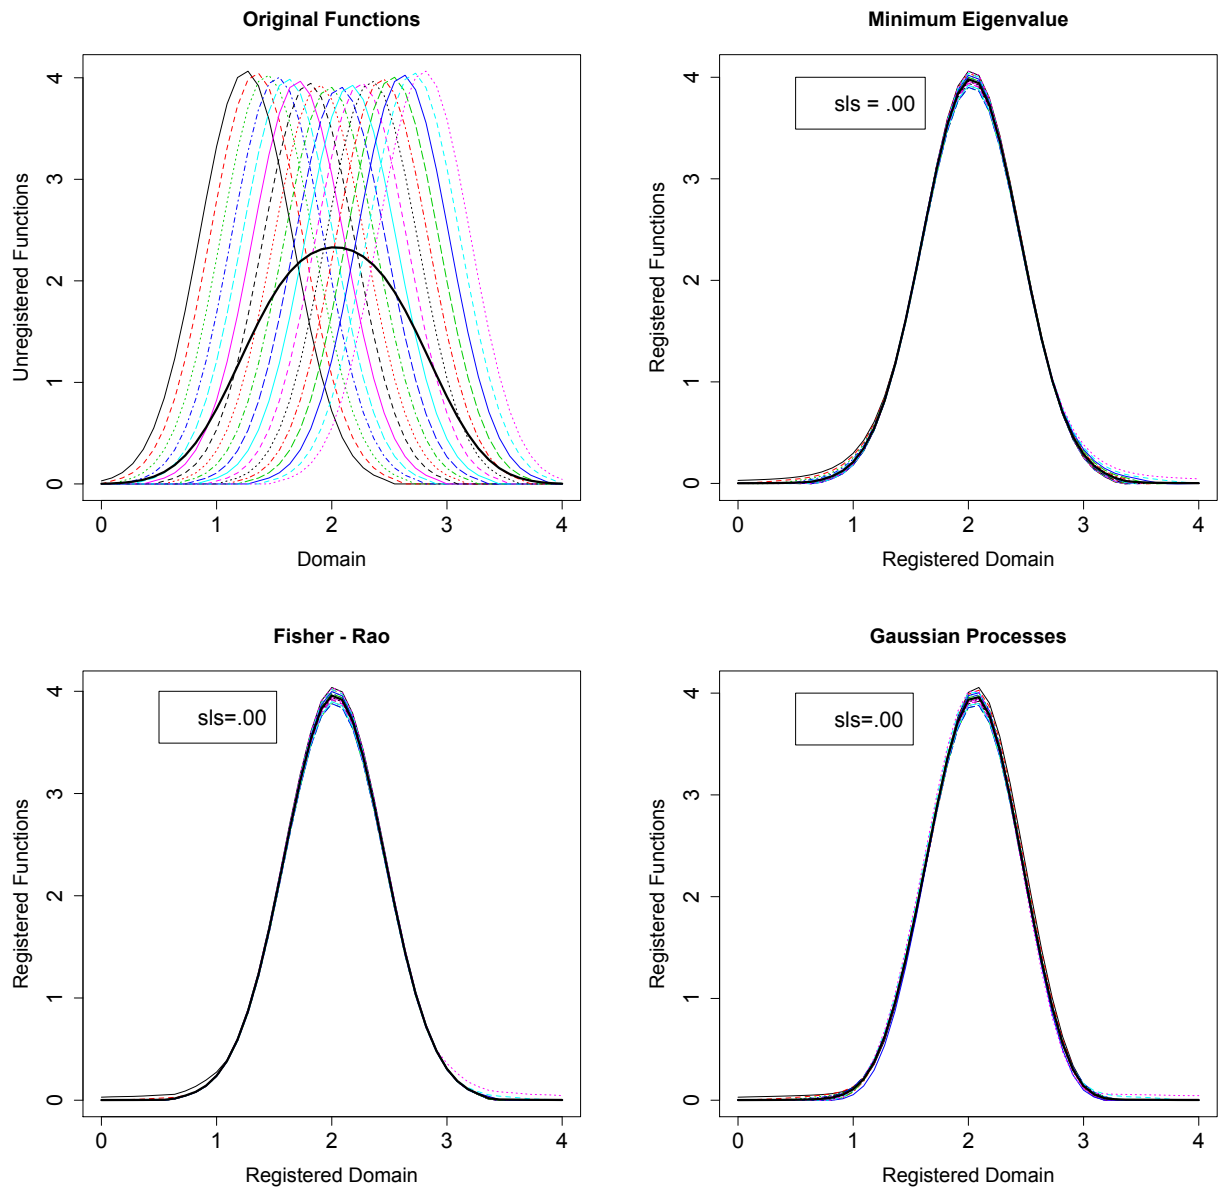 Original Functions
Unregistered Functions
0 1 2 3 4
0 1 2 3 4
Domain
Minimum Eigenvalue
sls = .00
Registered Functions
0 1 2 3 4
0 1 2 3 4
Registered Domain
Fisher - Rao
sls=.00
Registered Functions
0 1 2 3 4
0 1 2 3 4
Registered Domain
Gaussian Processes
sls=.00
Registered Functions
0 1 2 3 4
0 1 2 3 4
Registered Domain